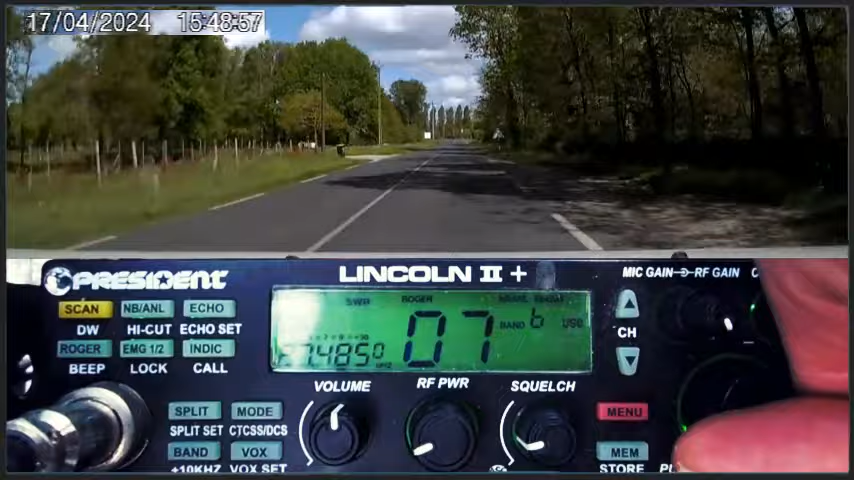 17/04/2024 15:48:57
PRESIDENT LINCOLN II + MIC GAIN RF GAIN
SCAN NB/ANL ECHO
DW HI-CUT ECHO SET
ROGER EMG 1/2 INDIC
BEEP LOCK CALL
SWR ROGER
07 BAND b USB
27.4850
CH
VOLUME RF PWR SQUELCH
SPLIT MODE MENU
SPLIT SET CTCSS/DCS
BAND VOX MEM
+10KHZ VOX SET STORE